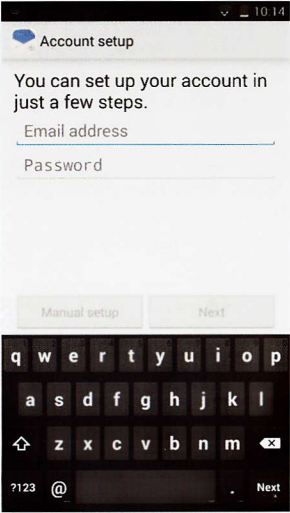 10:14
Account setup
You can set up your account in
just a few steps.
Email address
Password
Manual setup
Next
q w e r t y u i o p
a s d f g h j k l
z x c v b n m
?123 @ . Next